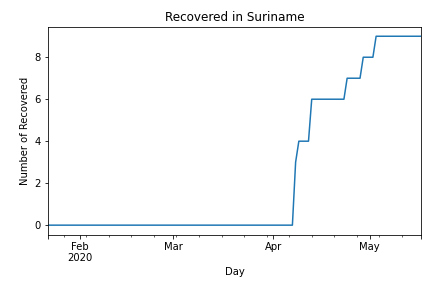 Recovered in Suriname
Number of Recovered
8
6
4
2
0
Feb
2020
Mar
Apr
May
Day